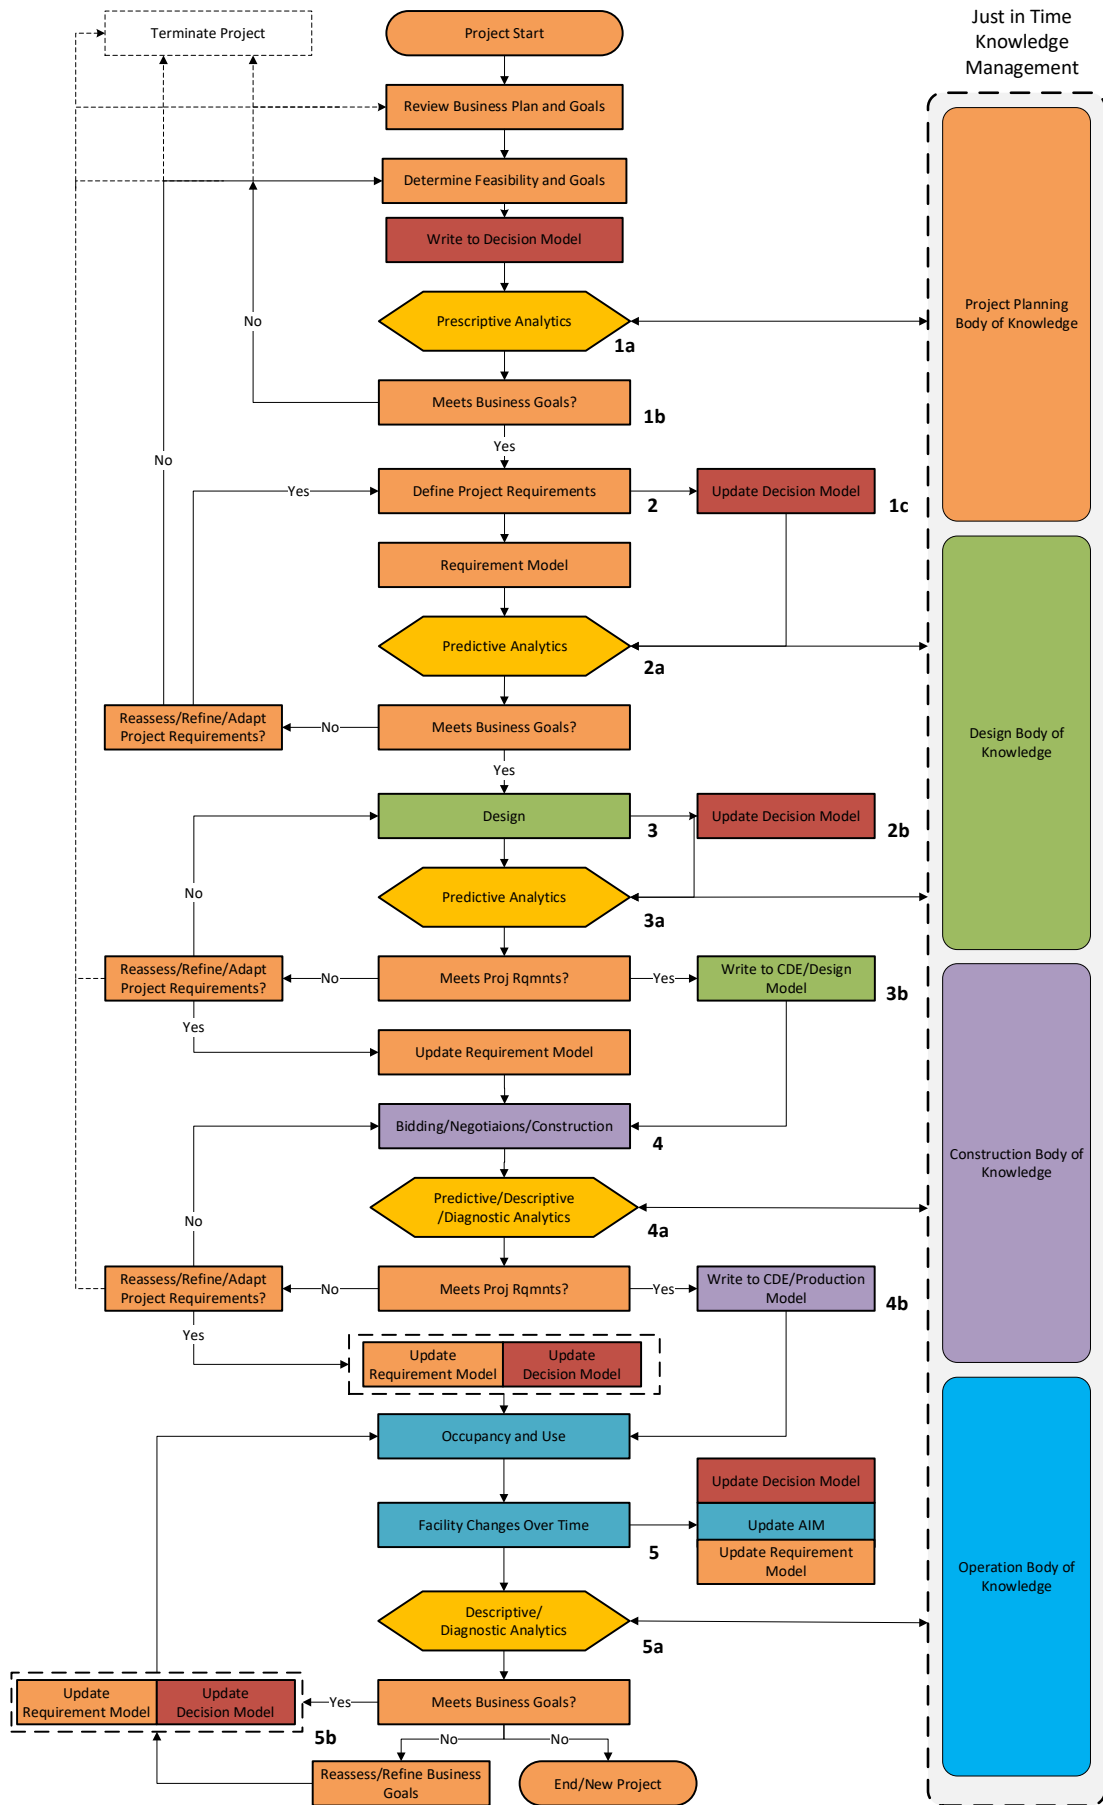 Terminate Project
Project Start
Just in Time
Knowledge
Management
Review Business Plan and Goals
Determine Feasibility and Goals
Write to Decision Model
Prescriptive Analytics
1a
Project Planning
Body of Knowledge
No
Meets Business Goals?
1b
Yes
No
Yes
Define Project Requirements
2
Update Decision Model
1c
Requirement Model
Predictive Analytics
2a
Reassess/Refine/Adapt
Project Requirements?
No
Meets Business Goals?
Design Body of
Knowledge
Yes
Design
3
Update Decision Model
2b
No
Predictive Analytics
3a
Reassess/Refine/Adapt
Project Requirements?
No
Meets Proj Rqmnts?
Yes
Write to CDE/Design
Model
3b
Yes
Update Requirement Model
Bidding/Negotiaions/Construction
4
Construction Body of
Knowledge
No
Predictive/Descriptive
/Diagnostic Analytics
4a
Reassess/Refine/Adapt
Project Requirements?
No
Meets Proj Rqmnts?
Yes
Write to CDE/Production
Model
4b
Yes
Update
Requirement Model
Update
Decision Model
Occupancy and Use
Update Decision Model
Facility Changes Over Time
5
Update AIM
Update Requirement
Model
Operation Body of
Knowledge
Descriptive/
Diagnostic Analytics
5a
Update
Requirement Model
Update
Decision Model
5b
Yes
Meets Business Goals?
No
No
Reassess/Refine Business
Goals
End/New Project